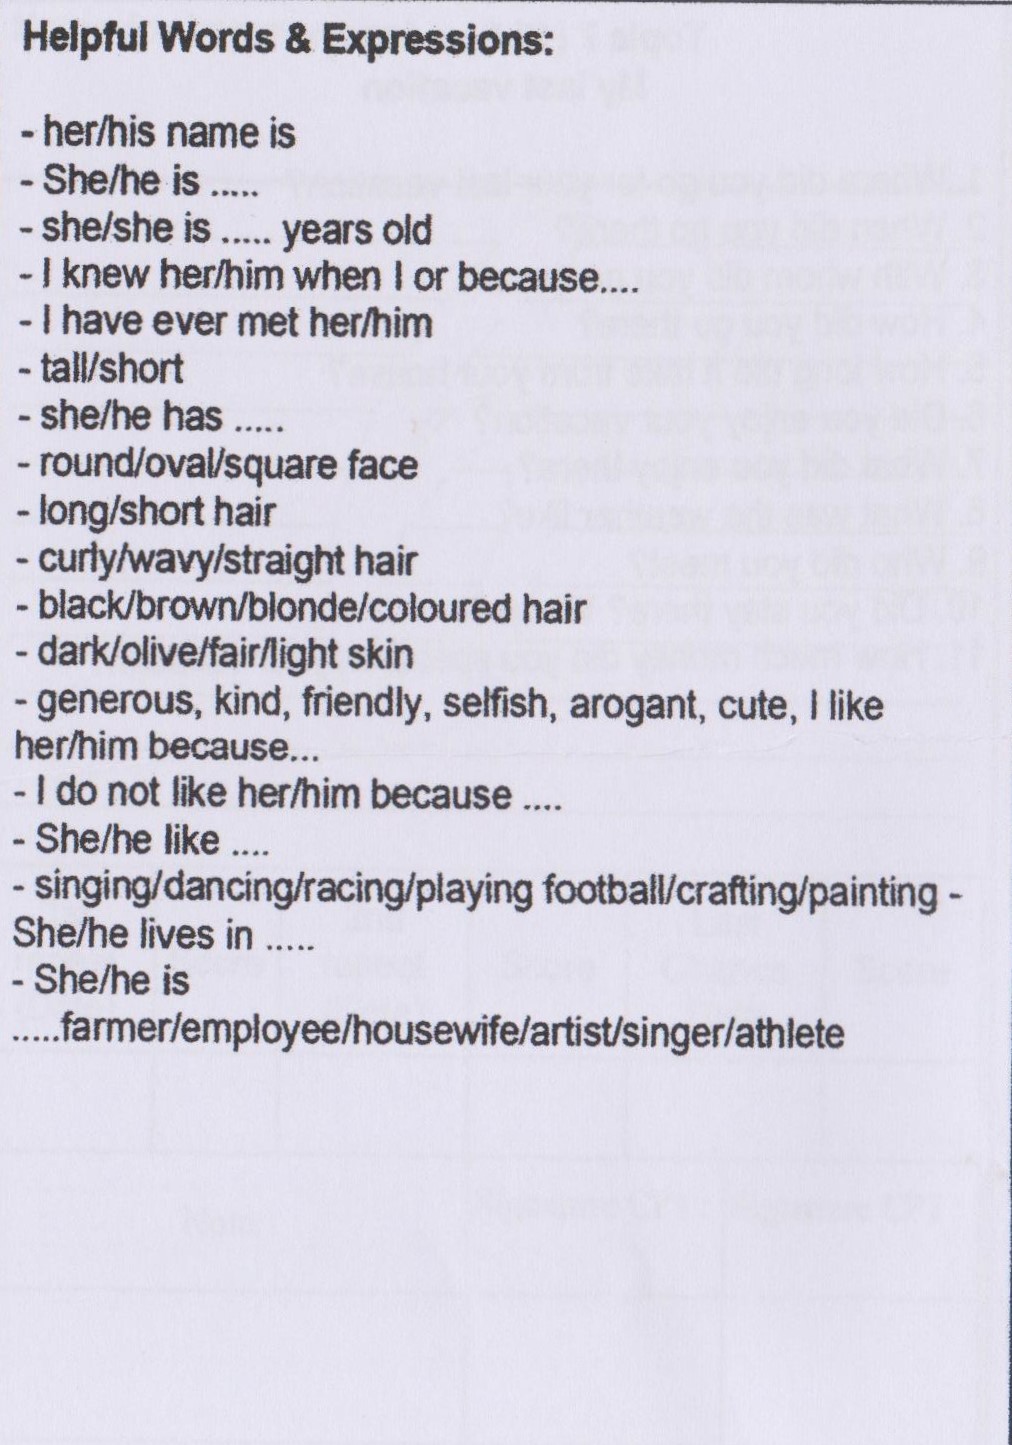 Helpful Words & Expressions:
- her/his name is
- She/he is .....
- she/she is ..... years old
- I knew her/him when I or because....
- I have ever met her/him
- tall/short
- she/he has .....
- round/oval/square face
- long/short hair
- curly/wavy/straight hair
- black/brown/blonde/coloured hair
- dark/olive/fair/light skin
- generous, kind, friendly, selfish, arogant, cute, I like
her/him because...
- I do not like her/him because ....
- She/he like ....
- singing/dancing/racing/playing football/crafting/painting -
She/he lives in .....
- She/he is
.....farmer/employee/housewife/artist/singer/athlete